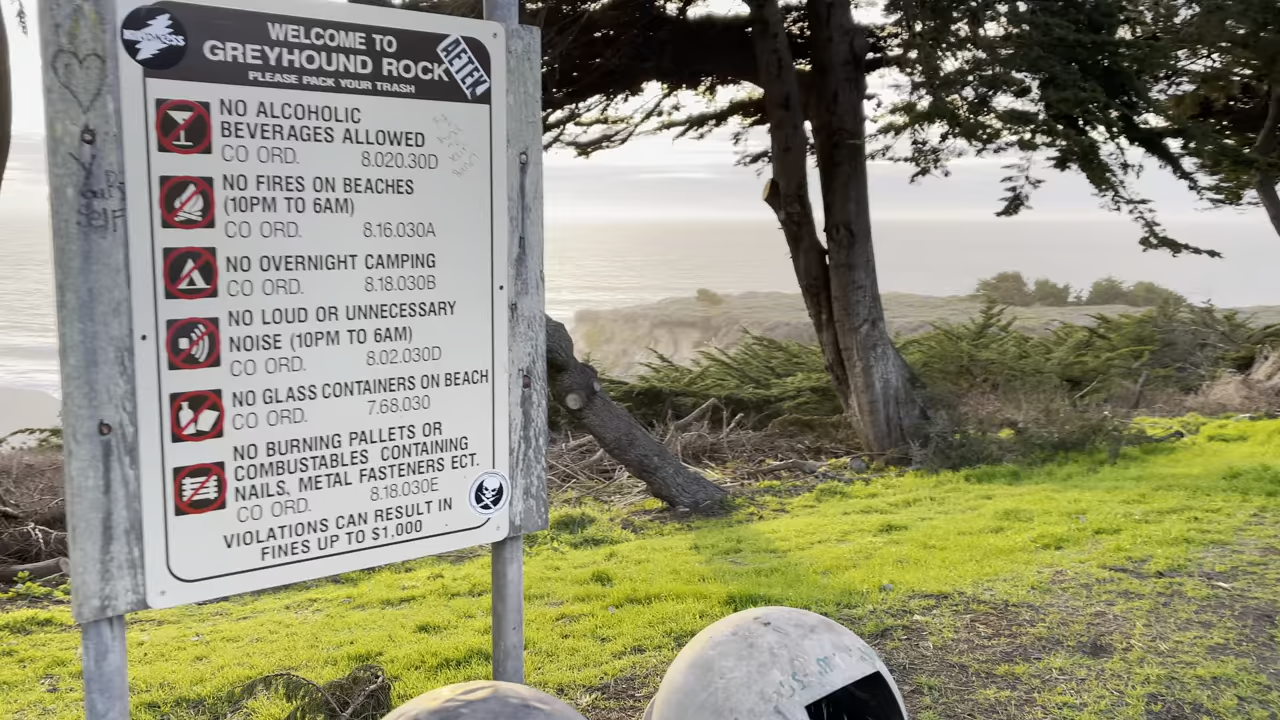 WELCOME TO
GREYHOUND ROCK
PLEASE PACK YOUR TRASH
AFTEK
NO ALCOHOLIC
BEVERAGES ALLOWED
CO ORD. 8.020.30D
NO FIRES ON BEACHES
(10PM TO 6AM)
CO ORD. 8.16.030A
NO OVERNIGHT CAMPING
CO ORD. 8.18.030B
NO LOUD OR UNNECESSARY
NOISE (10PM TO 6AM)
CO ORD. 8.02.030D
NO GLASS CONTAINERS ON BEACH
CO ORD. 7.68.030
NO BURNING PALLETS OR
COMBUSTABLES CONTAINING
NAILS, METAL FASTENERS ECT.
CO ORD. 8.18.030E
VIOLATIONS CAN RESULT IN
FINES UP TO $1,000